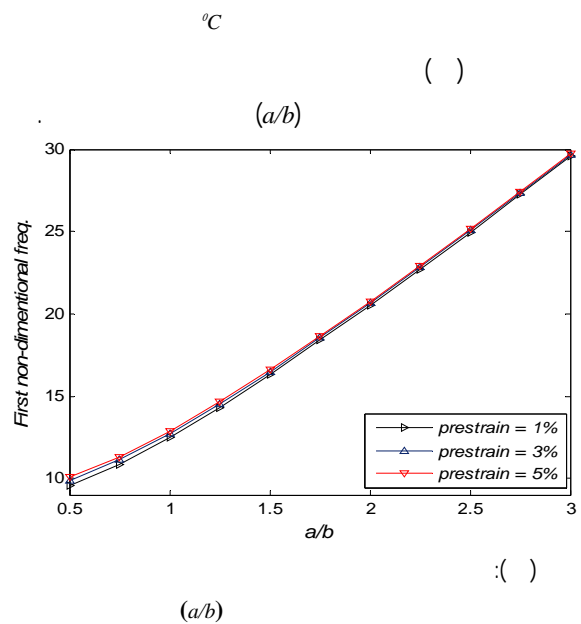 ⁰C
( )
(a/b)
.
30
25
20
15
10
First non-dimentional freq.
prestrain = 1%
prestrain = 3%
prestrain = 5%
0.5 1 1.5 2 2.5 3
a/b
:( )
(a/b)